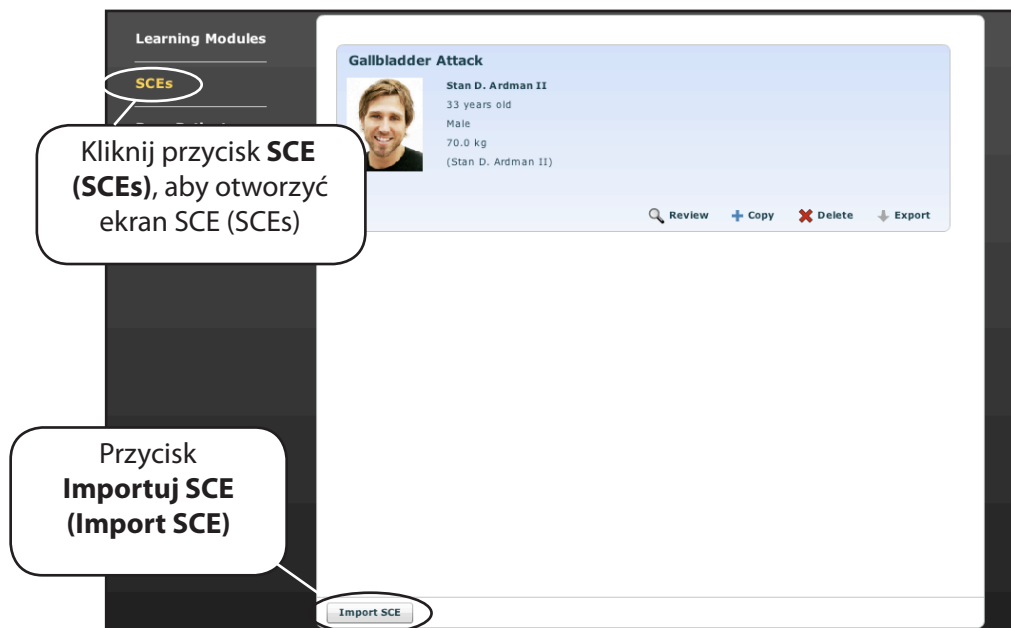 Learning Modules
SCEs
Kliknij przycisk SCE
(SCEs), aby otworzyć
ekran SCE (SCEs)
Gallbladder Attack
Stan D. Ardman II
33 years old
Male
70.0 kg
(Stan D. Ardman II)
Review Copy Delete Export
Przycisk
Importuj SCE
(Import SCE)
Import SCE